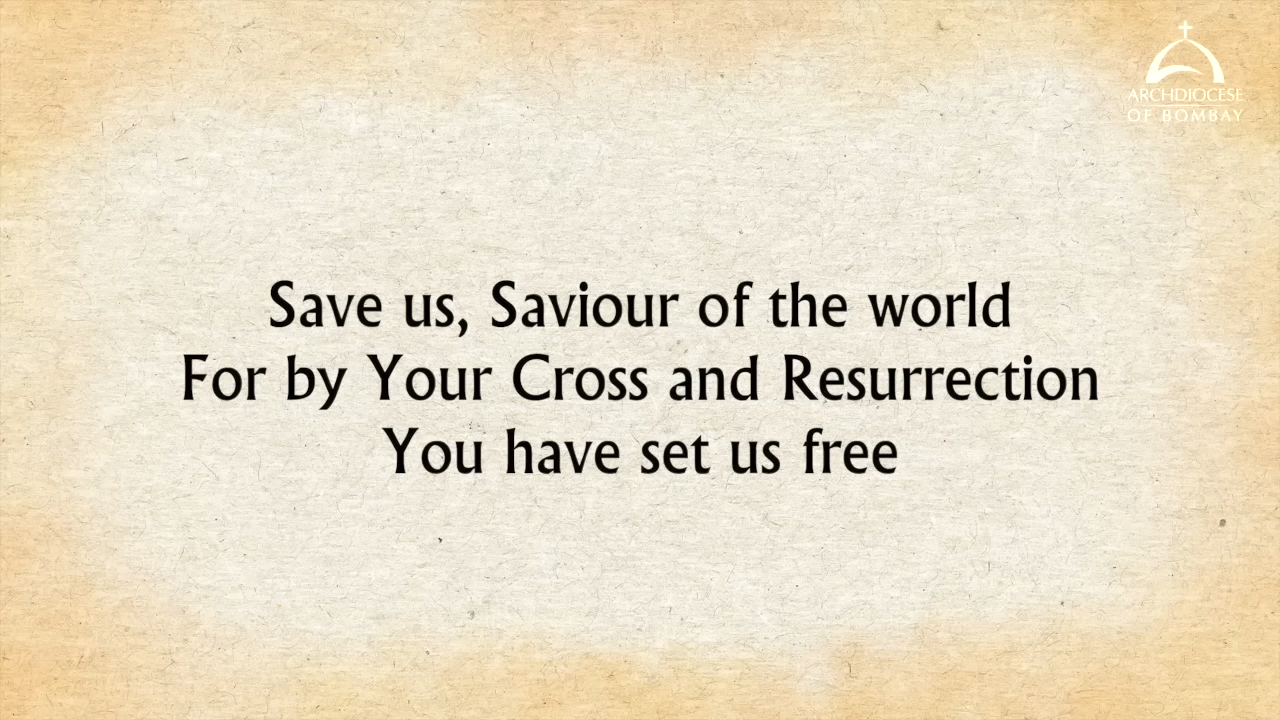 ARCHDIOCESE
OF BOMBAY
Save us, Saviour of the world
For by Your Cross and Resurrection
You have set us free